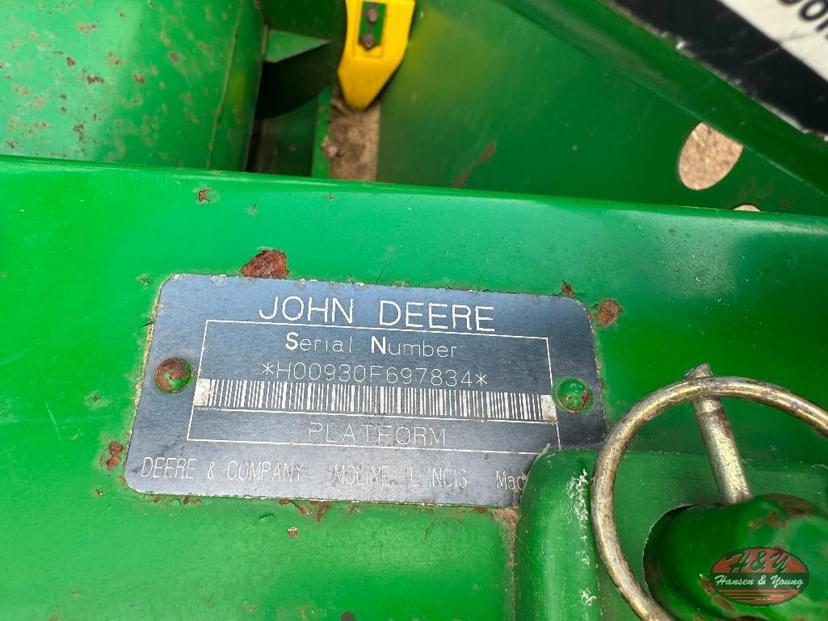 JOHN DEERE
Serial Number
*H00930F697834*
PLATFORM
DEERE & COMPANY MOLINE, ILLINOIS
H&Y
Hansen & Young